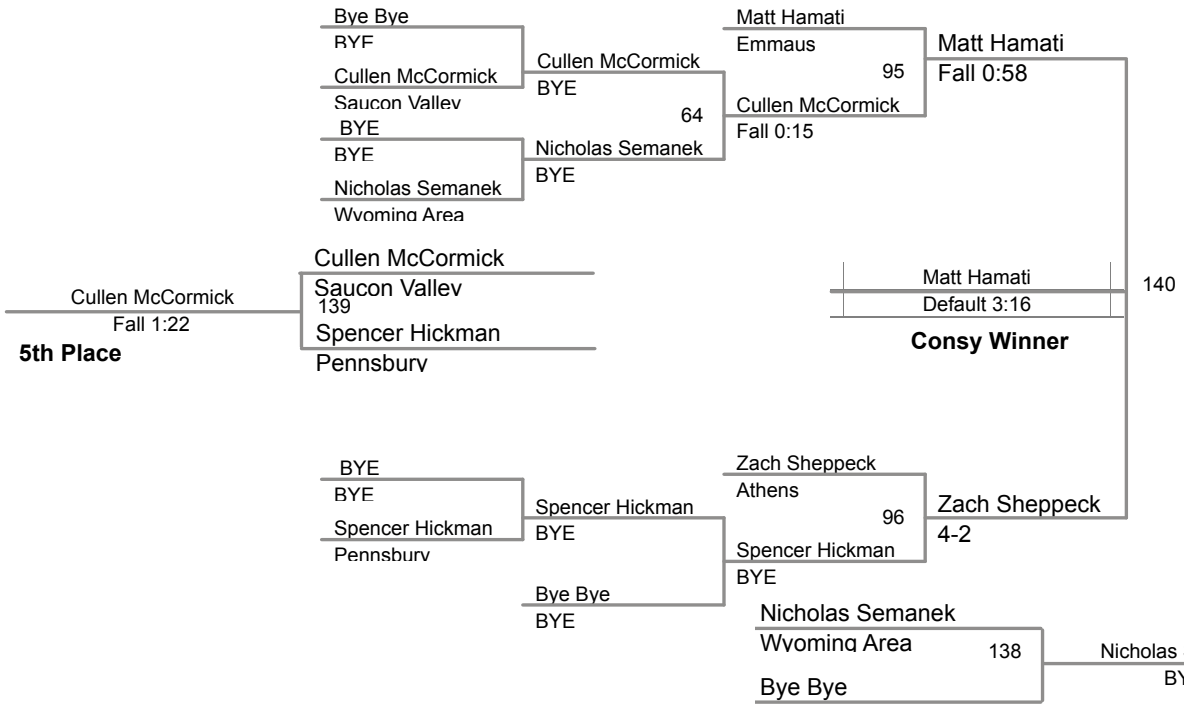 Bye Bye
BYE
Cullen McCormick
Saucon Valley
BYE
BYE
Nicholas Semanek
Wyoming Area
Cullen McCormick
BYE
64
Nicholas Semanek
BYE
Matt Hamati
Emmaus
95
Cullen McCormick
Fall 0:15
Matt Hamati
Fall 0:58
Cullen McCormick
Saucon Valley
139
Spencer Hickman
Pennsbury
Cullen McCormick
Fall 1:22
5th Place
Matt Hamati
Default 3:16
Consy Winner
140
BYE
BYE
Spencer Hickman
Pennsbury
Spencer Hickman
BYE
Bye Bye
BYE
Zach Sheppeck
Athens
96
Spencer Hickman
BYE
Zach Sheppeck
4-2
Nicholas Semanek
Wyoming Area
138
Bye Bye
Nicholas